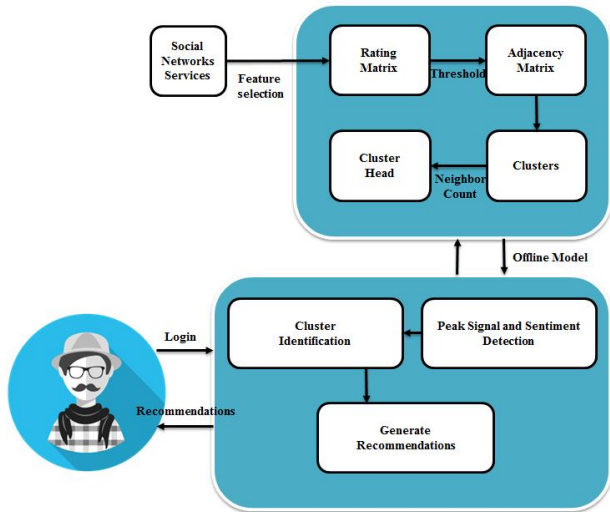 Social
Networks
Services
Feature
selection
Rating
Matrix
Threshold
Adjacency
Matrix
Cluster
Head
Neighbor
Count
Clusters
Offline Model
Login
Recommendations
Cluster
Identification
Peak Signal and Sentiment
Detection
Generate
Recommendations